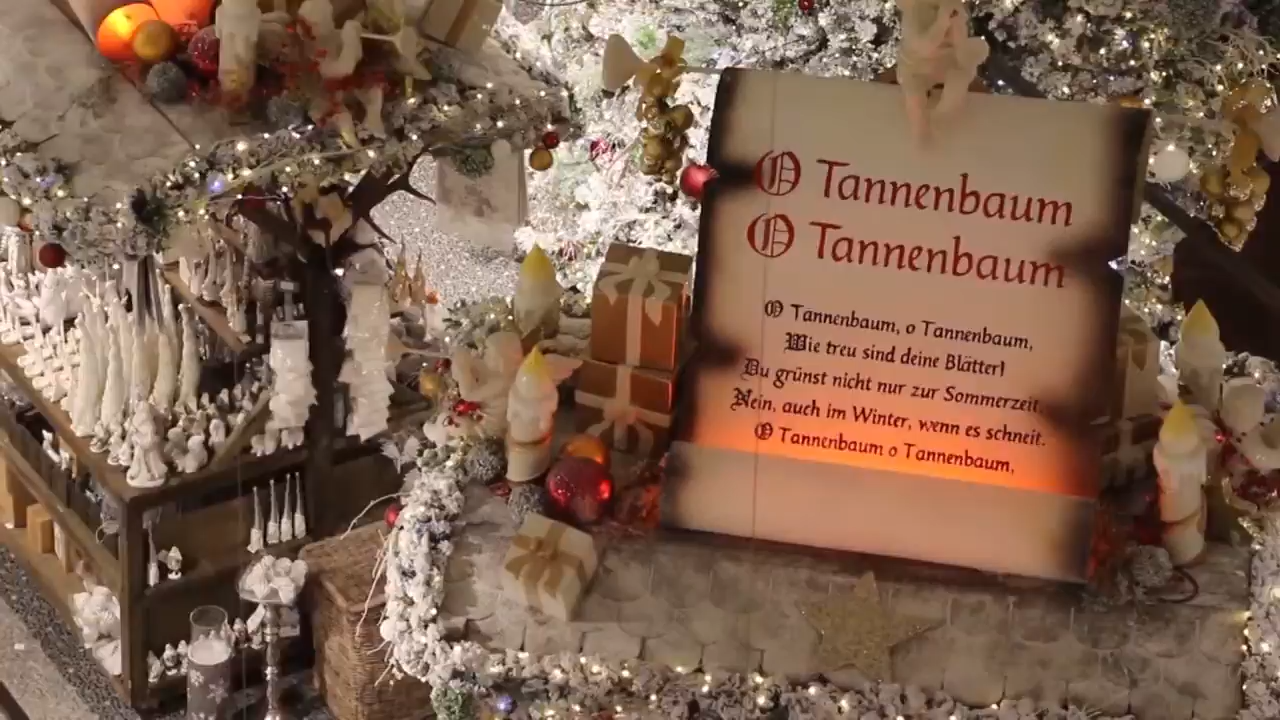 O Tannenbaum
O Tannenbaum
O Tannenbaum, o Tannenbaum,
Wie treu sind deine Blätter!
Du grünst nicht nur zur Sommerzeit,
Nein, auch im Winter, wenn es schneit.
O Tannenbaum o Tannenbaum,